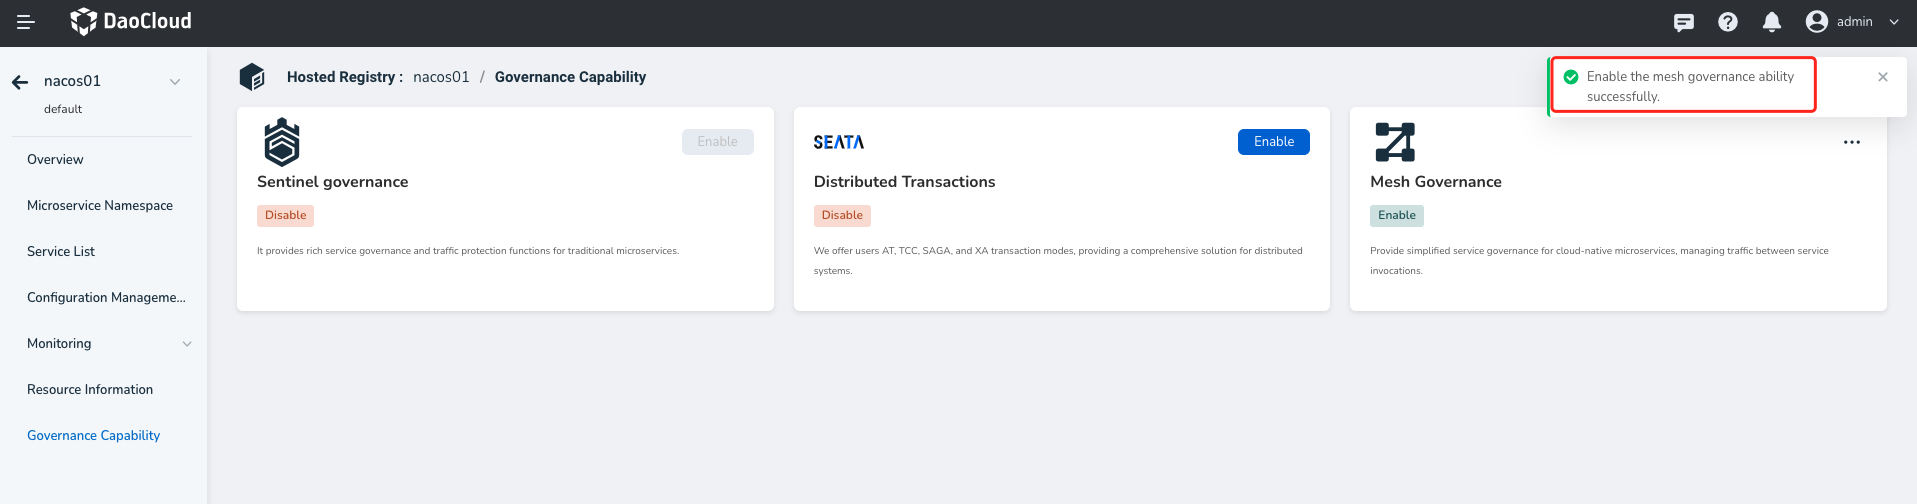 DaoCloud
admin
nacos01
default
Overview
Microservice Namespace
Service List
Configuration Manageme...
Monitoring
Resource Information
Governance Capability
Hosted Registry : nacos01 / Governance Capability
Enable the mesh governance ability
successfully.
Enable
Sentinel governance
Disable
It provides rich service governance and traffic protection functions for traditional microservices.
SEATA
Enable
Distributed Transactions
Disable
We offer users AT, TCC, SAGA, and XA transaction modes, providing a comprehensive solution for distributed
systems.
Mesh Governance
Enable
Provide simplified service governance for cloud-native microservices, managing traffic between service
invocations.